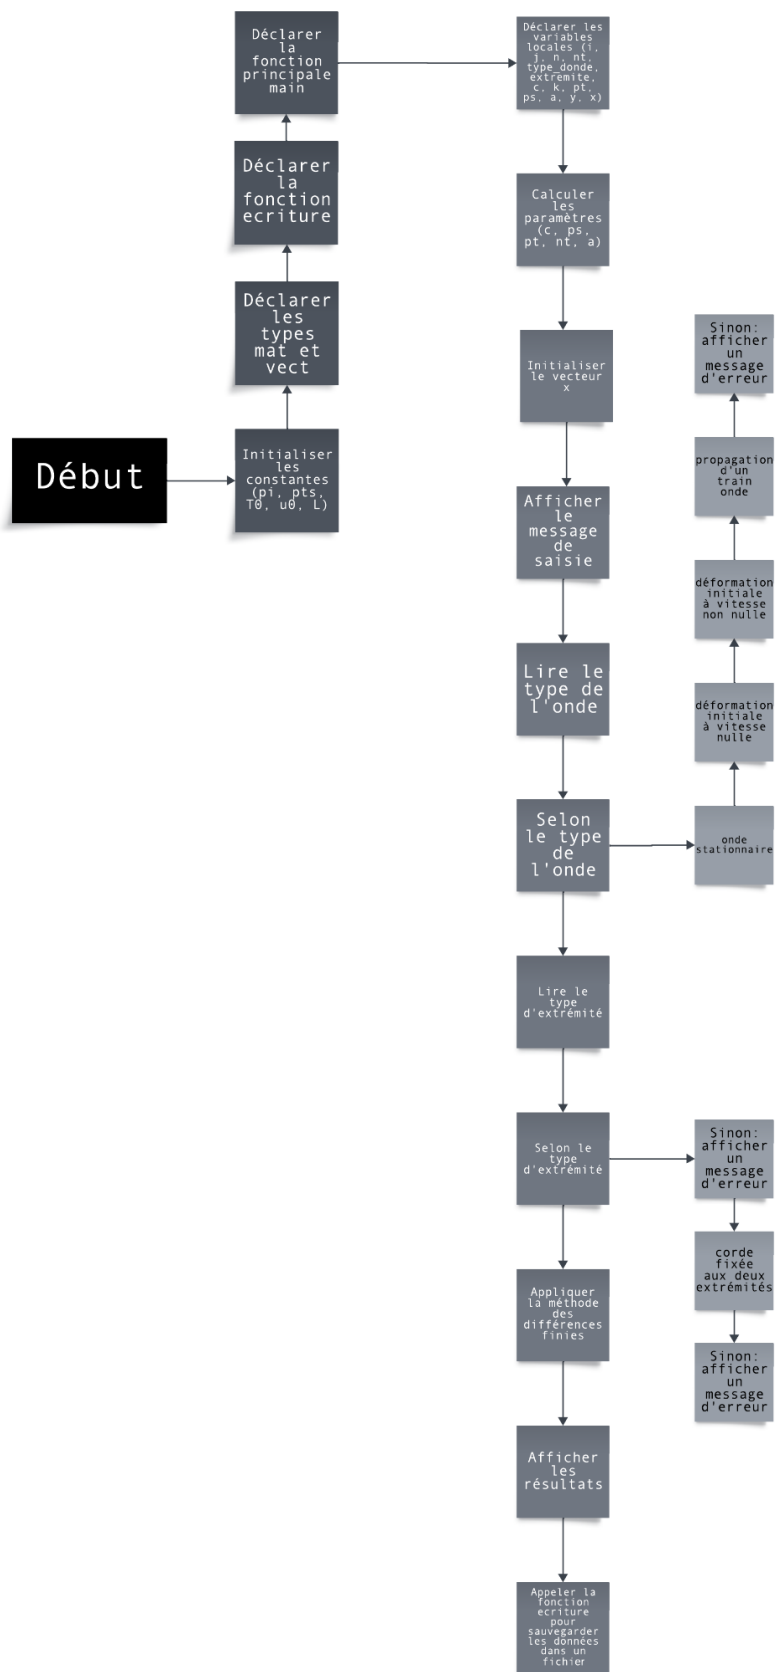 Début
Initialiser
les
constantes
(pi, pts,
T0, u0, L)
Déclarer
les
types
mat et
vect
Déclarer
la
fonction
ecriture
Déclarer
la
fonction
principale
main
Déclarer les
variables
locales (i,
j, n, nt,
type_donde,
extremite,
c, k, pt,
ps, a, y, x)
Calculer
les
paramètres
(c, ps,
pt, nt, a)
Initialiser
le vecteur
x
Afficher
le
message
de
saisie
Lire le
type de
l'onde
Selon
le type
de
l'onde
onde
stationnaire
déformation
initiale
à vitesse
nulle
déformation
initiale
à vitesse
non nulle
propagation
d'un
train
onde
Sinon:
afficher
un
message
d'erreur
Lire le
type
d'extrémité
Selon le
type
d'extrémité
Sinon:
afficher
un
message
d'erreur
corde
fixée
aux deux
extrémités
Sinon:
afficher
un
message
d'erreur
Appliquer
la méthode
des
différences
finies
Afficher
les
résultats
Appeler la
fonction
ecriture
pour
sauvegarder
les données
dans un
fichier